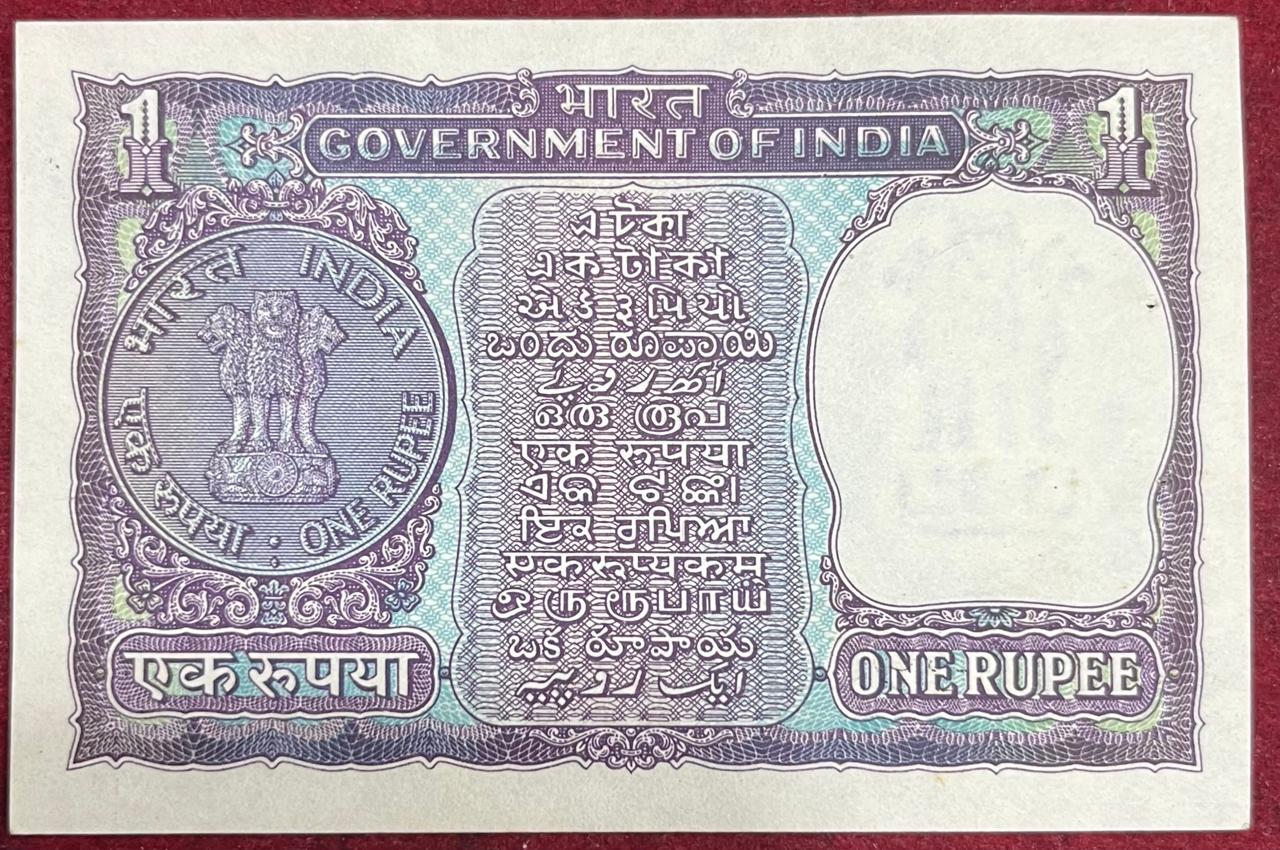 1
भारत
1
GOVERNMENT OF INDIA
भारत INDIA
एक रुपया · ONE RUPEE
এ টকা
এক টাকা
એક રૂપિયો
ಒಂದು ರೂಪಾಯಿ
ഒരു രൂപ
एक रुपया
ଏକ ଟଙ୍କା
ਇਕ ਰੁਪਿਆ
एकरूप्यकम्
ஒரு ரூபாய்
ఒక రూపాయి
ایک روپیہ
एक रुपया
ONE RUPEE